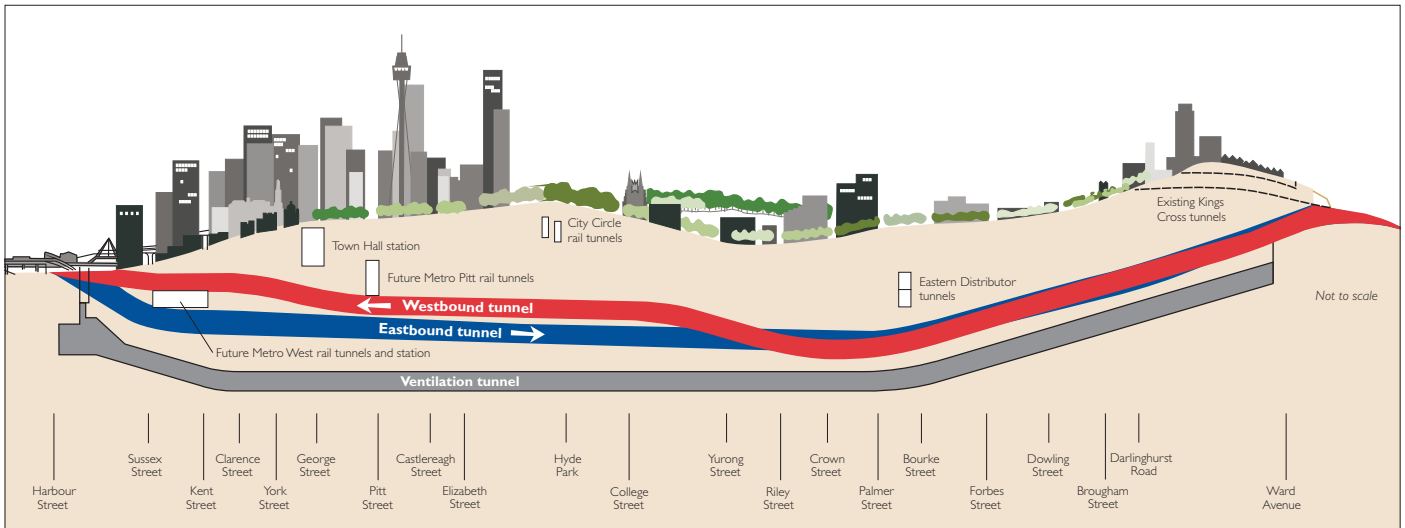 Existing Kings
Cross tunnels
City Circle
rail tunnels
Town Hall station
Future Metro Pitt rail tunnels
Eastern Distributor
tunnels
Not to scale
Westbound tunnel
Eastbound tunnel
Future Metro West rail tunnels and station
Ventilation tunnel
Harbour
Street
Sussex
Street
Kent
Street
Clarence
Street
York
Street
George
Street
Pitt
Street
Castlereagh
Street
Elizabeth
Street
Hyde
Park
College
Street
Yurong
Street
Riley
Street
Crown
Street
Palmer
Street
Bourke
Street
Forbes
Street
Dowling
Street
Brougham
Street
Darlinghurst
Road
Ward
Avenue